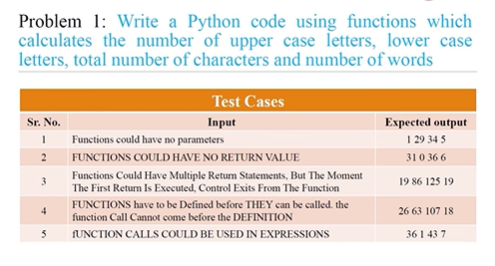 Problem 1: Write a Python code using functions which
calculates the number of upper case letters, lower case
letters, total number of characters and number of words
Test Cases
Sr. No. Input Expected output
1 Functions could have no parameters 1 29 34 5
2 FUNCTIONS COULD HAVE NO RETURN VALUE 31 0 36 6
3 Functions Could Have Multiple Return Statements, But The Moment
The First Return Is Executed, Control Exits From The Function 19 86 125 19
4 FUNCTIONS have to be Defined before THEY can be called. the
function Call Cannot come before the DEFINITION 26 63 107 18
5 fUNCTION CALLS COULD BE USED IN EXPRESSIONS 36 1 43 7